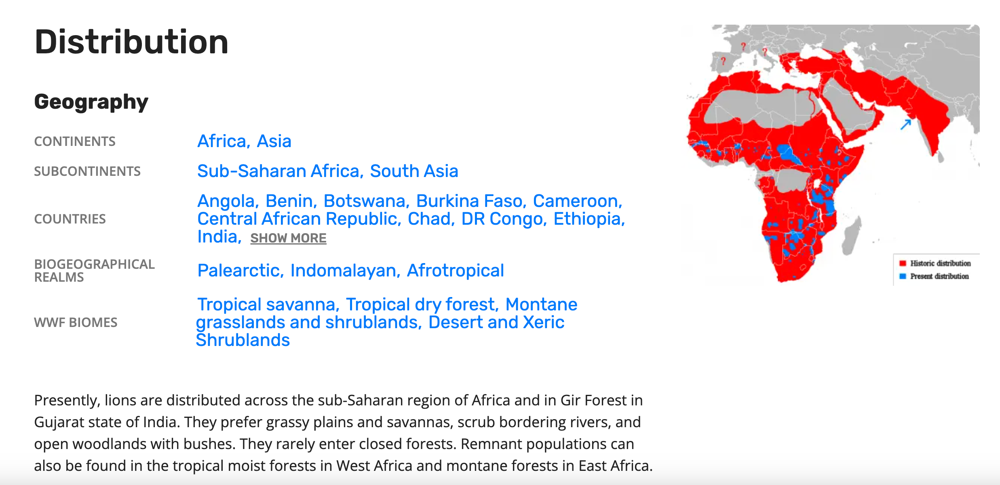 Distribution
Geography
CONTINENTS
Africa, Asia
SUBCONTINENTS
Sub-Saharan Africa, South Asia
COUNTRIES
Angola, Benin, Botswana, Burkina Faso, Cameroon,
Central African Republic, Chad, DR Congo, Ethiopia,
India, SHOW MORE
BIOGEOGRAPHICAL
REALMS
Palearctic, Indomalayan, Afrotropical
WWF BIOMES
Tropical savanna, Tropical dry forest, Montane
grasslands and shrublands, Desert and Xeric
Shrublands
Presently, lions are distributed across the sub-Saharan region of Africa and in Gir Forest in
Gujarat state of India. They prefer grassy plains and savannas, scrub bordering rivers, and
open woodlands with bushes. They rarely enter closed forests. Remnant populations can
also be found in the tropical moist forests in West Africa and montane forests in East Africa.
?
?
?
Historic distribution
Present distribution